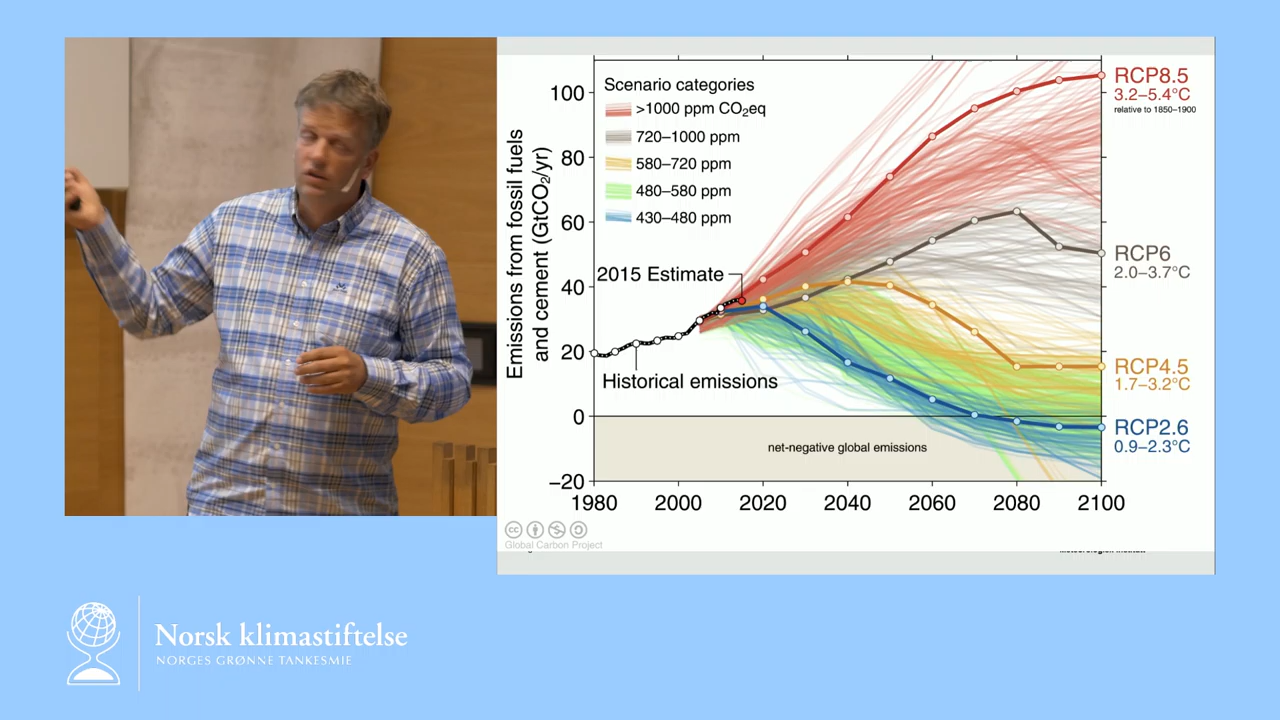 Scenario categories
>1000 ppm CO₂eq
720–1000 ppm
580–720 ppm
480–580 ppm
430–480 ppm
2015 Estimate
Historical emissions
net-negative global emissions
Emissions from fossil fuels
and cement (GtCO₂/yr)
100
80
60
40
20
0
−20
1980 2000 2020 2040 2060 2080 2100
RCP8.5
3.2–5.4°C
relative to 1850–1900
RCP6
2.0–3.7°C
RCP4.5
1.7–3.2°C
RCP2.6
0.9–2.3°C
cc
Global Carbon Project
Norsk klimastiftelse
NORGES GRØNNE TANKESMIE